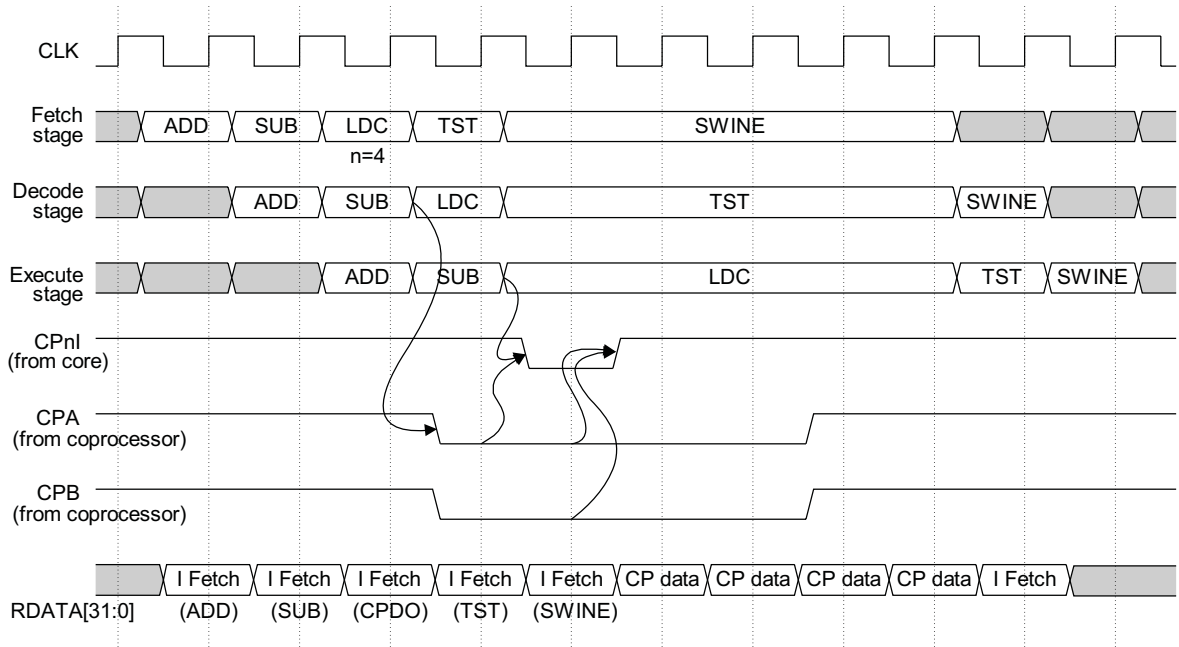 CLK
Fetch
stage
ADD SUB LDC TST SWINE
n=4
Decode
stage
ADD SUB LDC TST SWINE
Execute
stage
ADD SUB LDC TST SWINE
CPnI
(from core)
CPA
(from coprocessor)
CPB
(from coprocessor)
I Fetch I Fetch I Fetch I Fetch I Fetch CP data CP data CP data CP data I Fetch
RDATA[31:0] (ADD) (SUB) (CPDO) (TST) (SWINE)